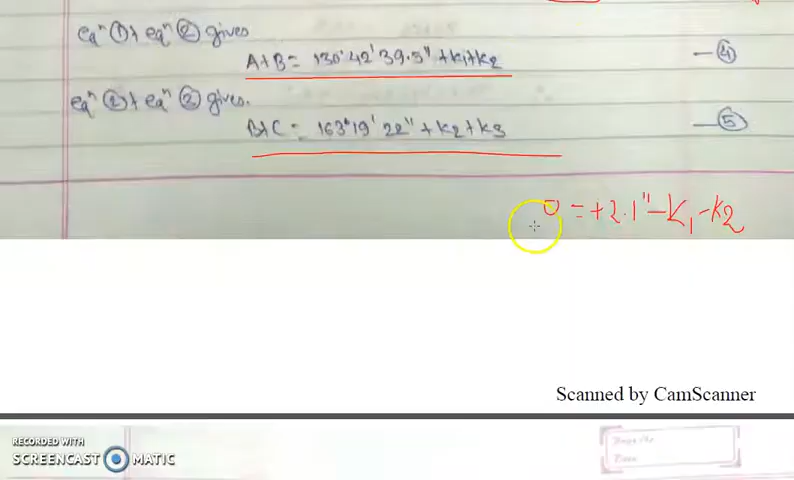 eqⁿ ① + eqⁿ ② gives
A+B = 130°42'39.5" + k1+k2 —④
eqⁿ ② + eqⁿ ③ gives.
B+C = 163°19' 22" + k2+k3 —⑤
0 = +2.1" -K1 -K2
Scanned by CamScanner
RECORDED WITH
SCREENCAST MATIC